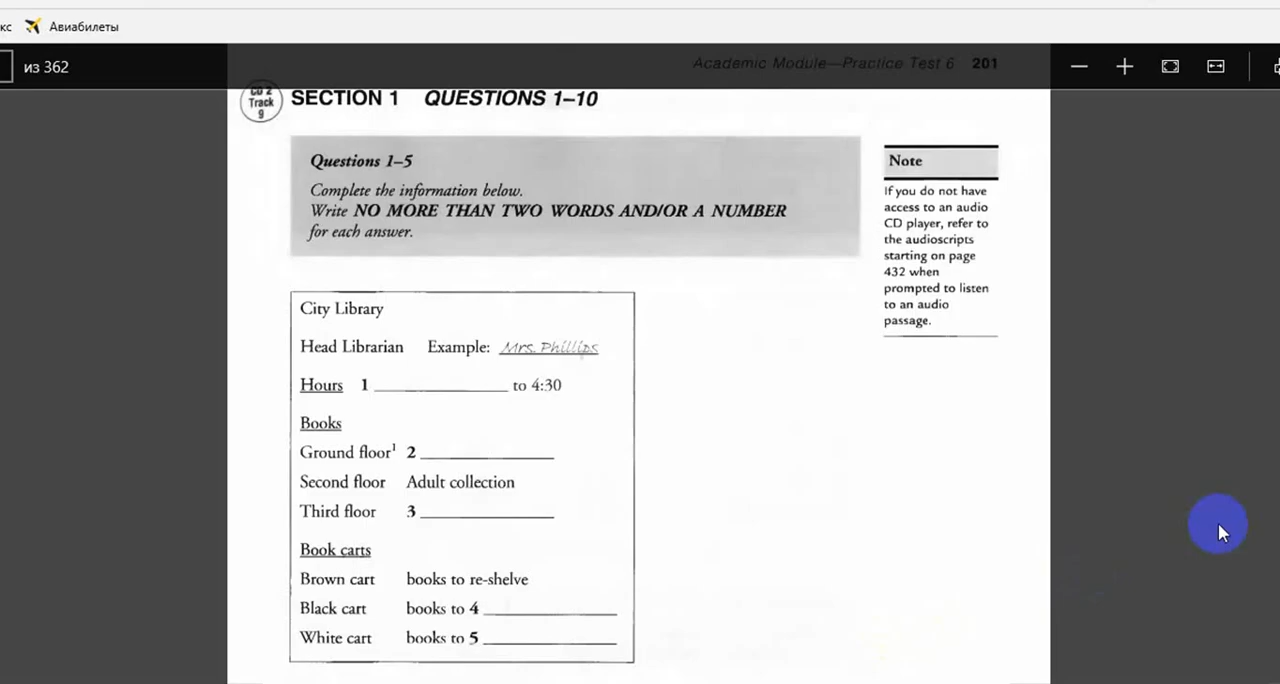 кс Авиабилеты
из 362
Academic Module—Practice Test 6 201
CD 2
Track
9
SECTION 1 QUESTIONS 1–10
Questions 1–5
Complete the information below.
Write NO MORE THAN TWO WORDS AND/OR A NUMBER
for each answer.
Note
If you do not have
access to an audio
CD player, refer to
the audioscripts
starting on page
432 when
prompted to listen
to an audio
passage.
City Library
Head Librarian Example: Mrs. Phillips
Hours 1 to 4:30
Books
Ground floor¹ 2
Second floor Adult collection
Third floor 3
Book carts
Brown cart books to re-shelve
Black cart books to 4
White cart books to 5